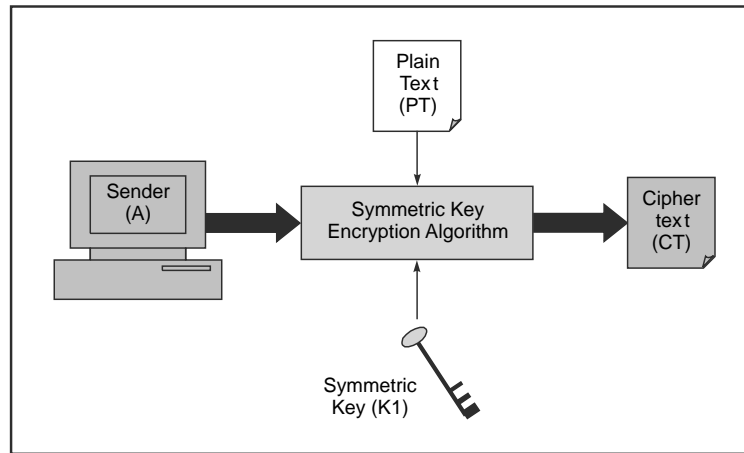 Plain
Text
(PT)
Sender
(A)
Symmetric Key
Encryption Algorithm
Cipher
text
(CT)
Symmetric
Key (K1)